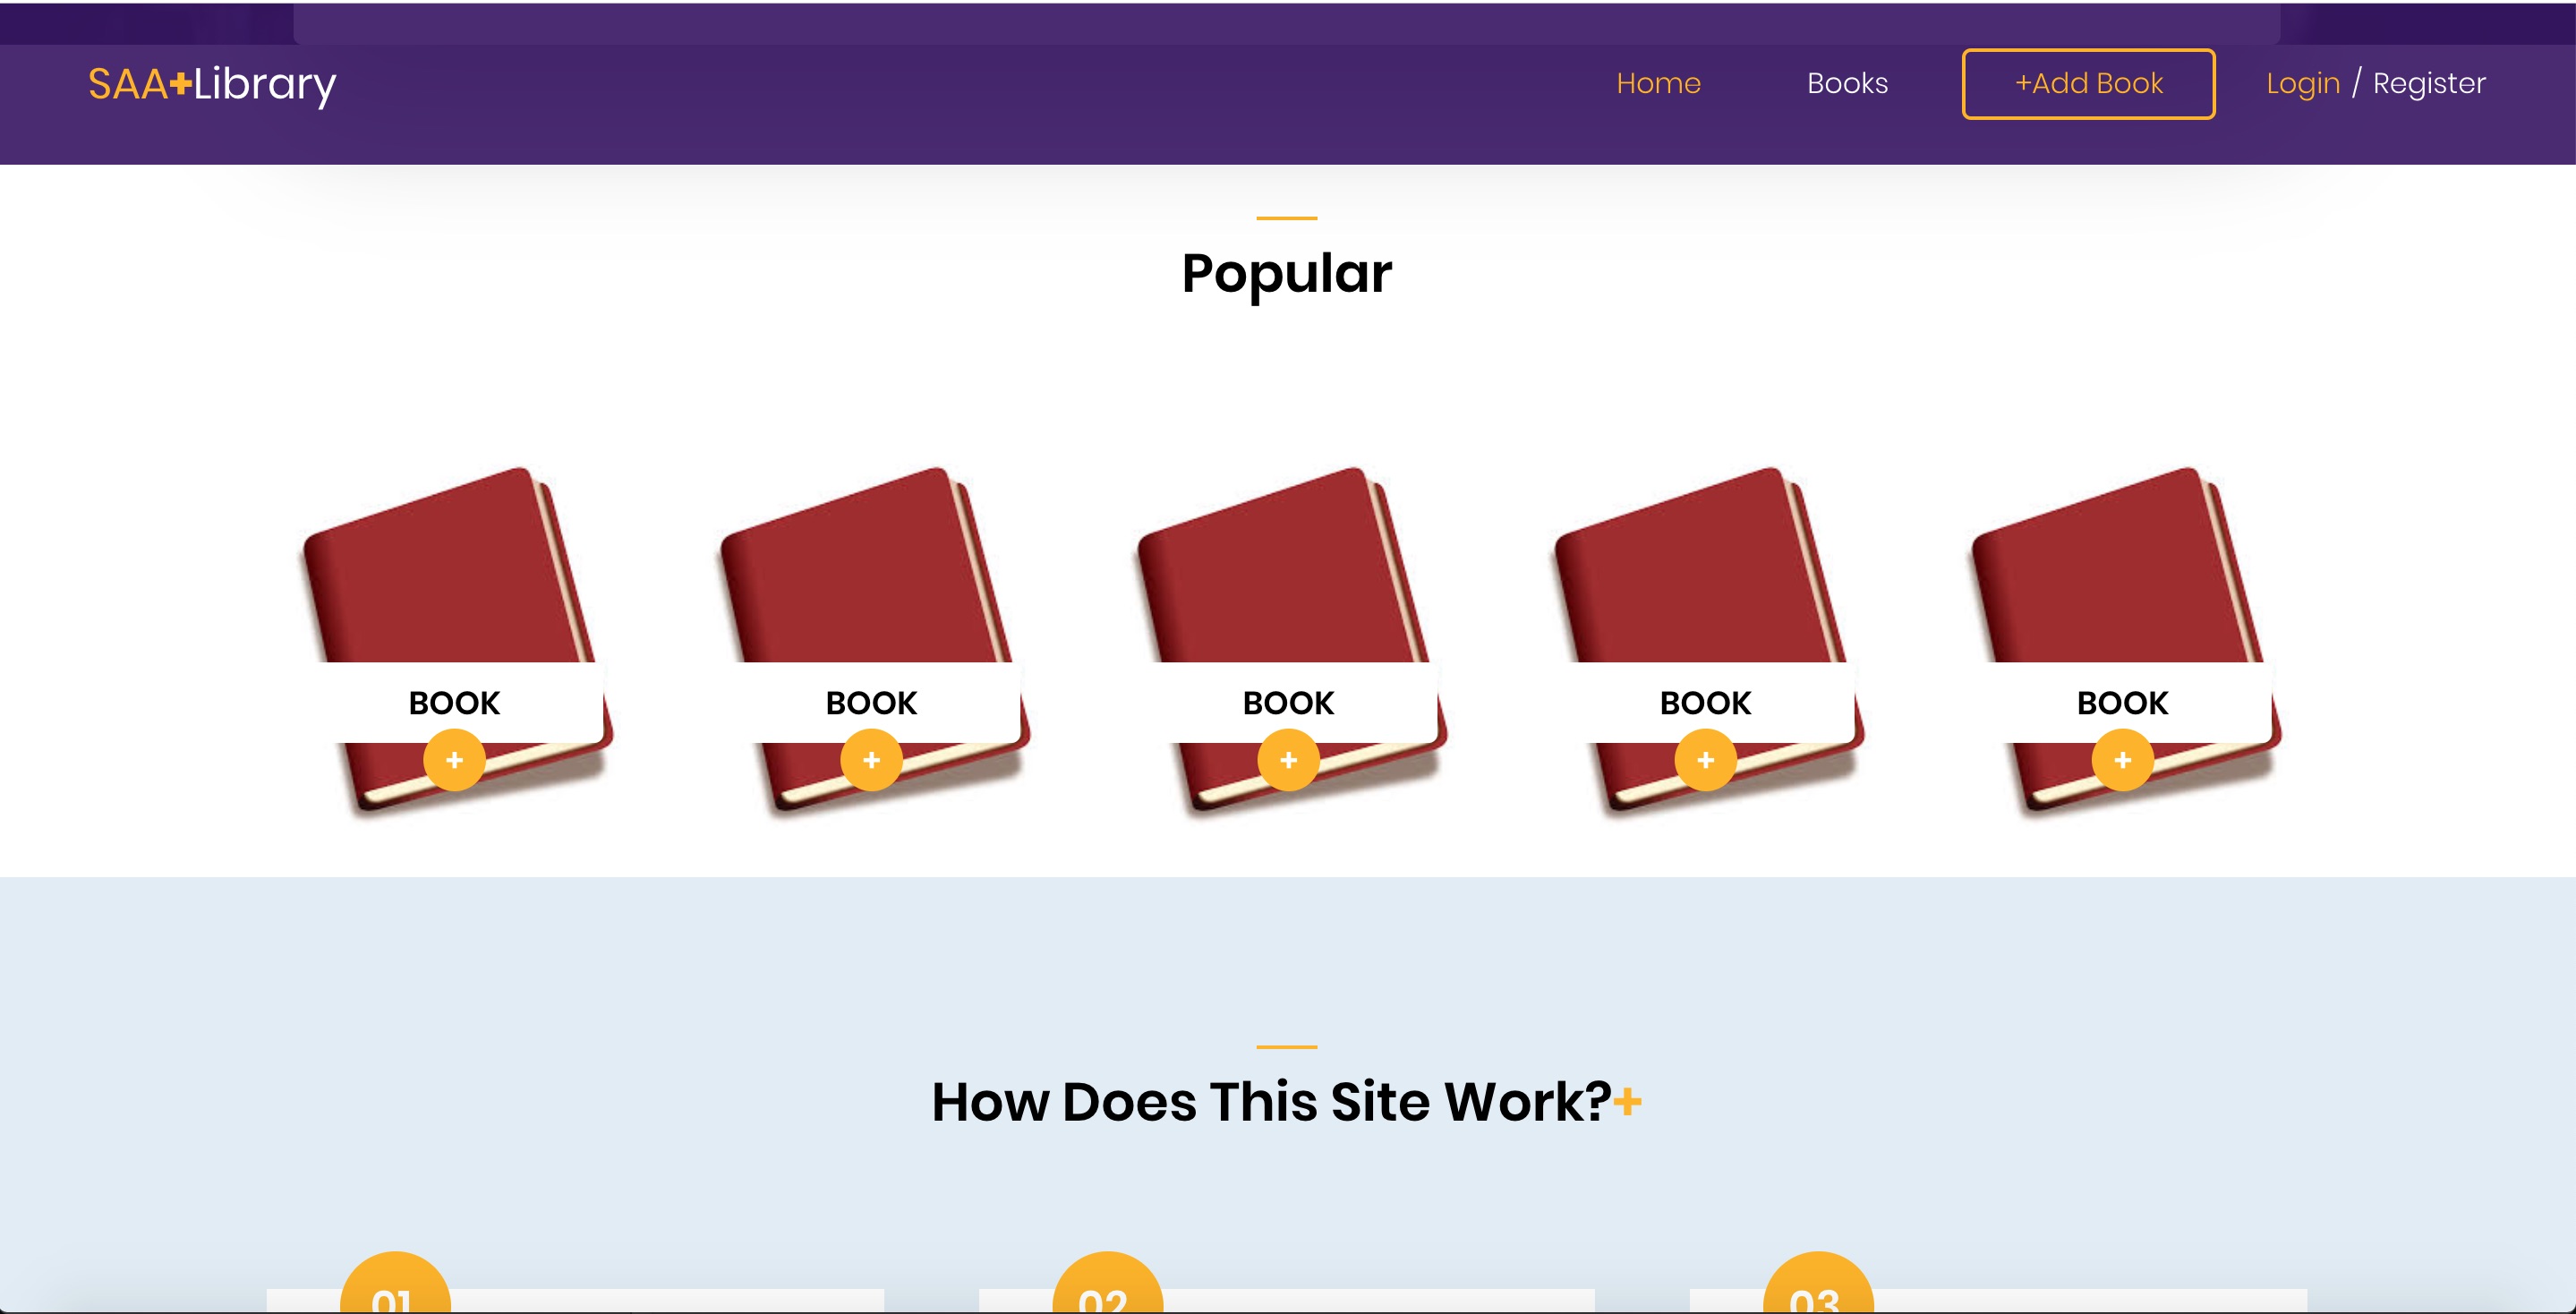 SAA+Library
Home Books +Add Book Login / Register
Popular
BOOK BOOK BOOK BOOK BOOK
+ + + + +
How Does This Site Work?+
01 02 03